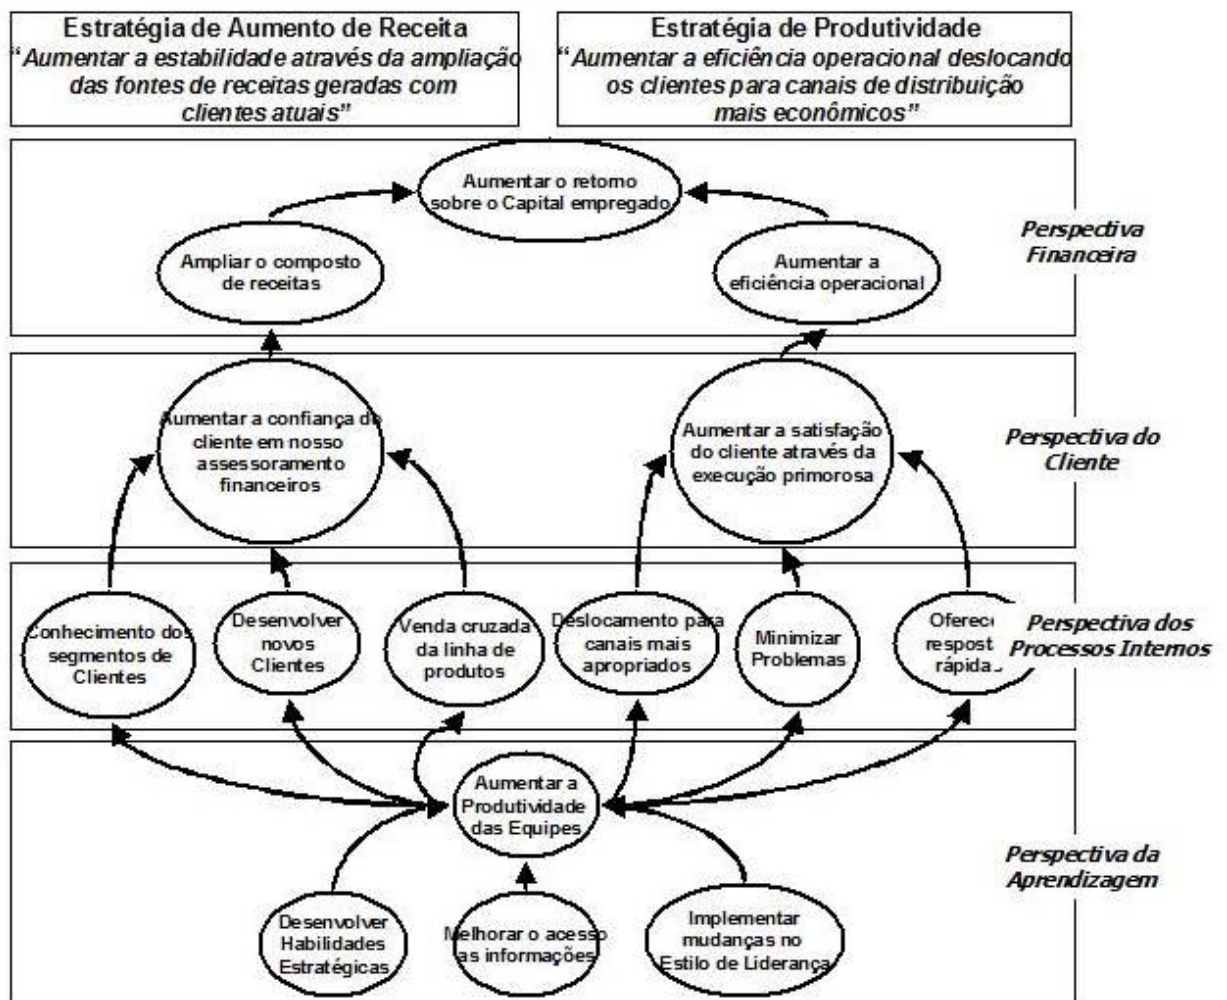 Estratégia de Aumento de Receita
“Aumentar a estabilidade através da ampliação
das fontes de receitas geradas com
clientes atuais”
Estratégia de Produtividade
“Aumentar a eficiência operacional deslocando
os clientes para canais de distribuição
mais econômicos”
Aumentar o retorno
sobre o Capital empregado
Ampliar o composto
de receitas
Aumentar a
eficiência operacional
Perspectiva
Financeira
Aumentar a confiança do
cliente em nosso
assessoramento
financeiros
Aumentar a satisfação
do cliente através da
execução primorosa
Perspectiva do
Cliente
Conhecimento dos
segmentos de
Clientes
Desenvolver
novos
Clientes
Venda cruzada
da linha de
produtos
Deslocamento para
canais mais
apropriados
Minimizar
Problemas
Oferece
respost
rápida
Perspectiva dos
Processos Internos
Aumentar a
Produtividade
das Equipes
Perspectiva da
Aprendizagem
Desenvolver
Habilidades
Estratégicas
Melhorar o acesso
as informações
Implementar
mudanças no
Estilo de Liderança